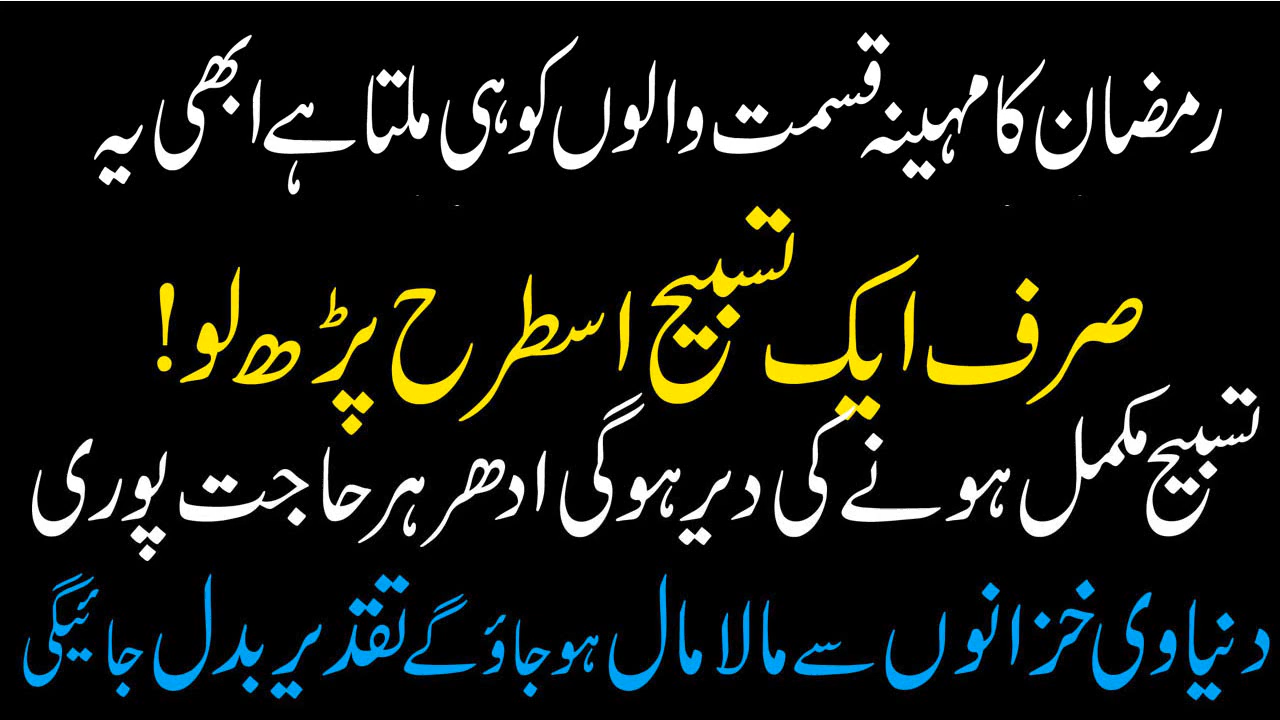 رمضان کا مہینہ قسمت والوں کو ہی ملتا ہے ابھی یہ
صرف ایک تسبیح اسطرح پڑھ لو!
تسبیح مکمل ہونے کی دیر ہوگی ادھر ہر حاجت پوری
دنیاوی خزانوں سے مالا مال ہو جاؤ گے تقدیر بدل جائیگی